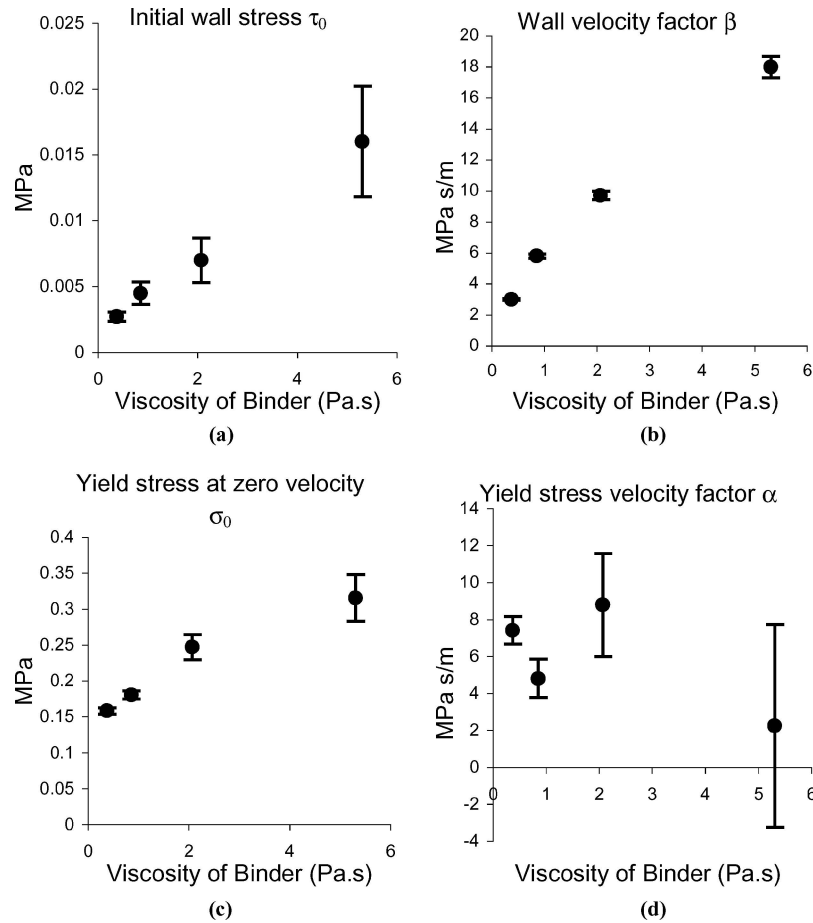 Initial wall stress τ0
0.025
0.02
0.015
0.01
0.005
0
MPa
0 2 4 6
Viscosity of Binder (Pa.s)
(a)
Wall velocity factor β
20
18
16
14
12
10
8
6
4
2
0
MPa s/m
0 1 2 3 4 5 6
Viscosity of Binder (Pa.s)
(b)
Yield stress at zero velocity
σ0
0.4
0.35
0.3
0.25
0.2
0.15
0.1
0.05
0
MPa
0 2 4 6
Viscosity of Binder (Pa.s)
(c)
Yield stress velocity factor α
14
12
10
8
6
4
2
0
-2
-4
MPa s/m
0 1 2 3 4 5 6
Viscosity of Binder (Pa.s)
(d)